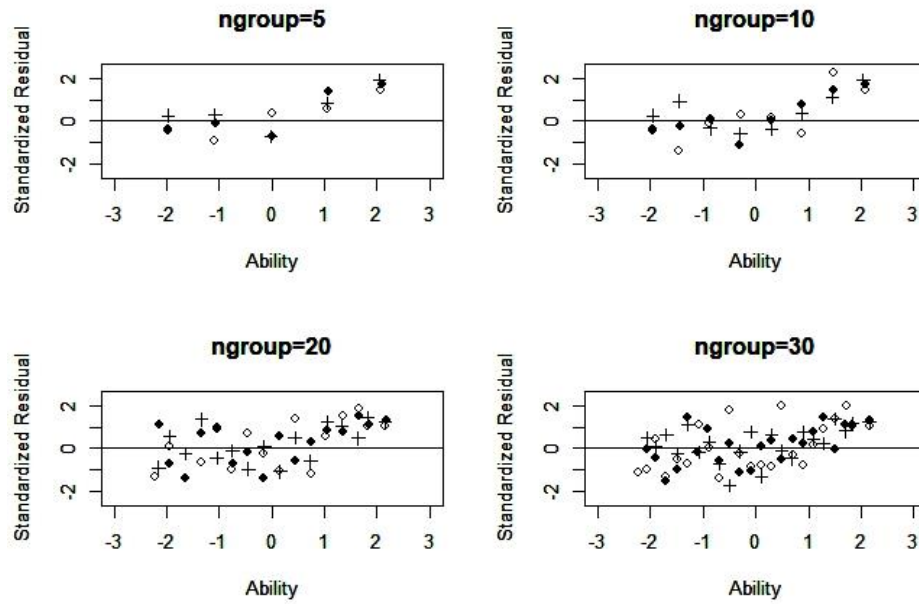 ngroup=5
Standardized Residual
2
0
-2
-3 -2 -1 0 1 2 3
Ability
ngroup=10
Standardized Residual
2
0
-2
-3 -2 -1 0 1 2 3
Ability
ngroup=20
Standardized Residual
2
0
-2
-3 -2 -1 0 1 2 3
Ability
ngroup=30
Standardized Residual
2
0
-2
-3 -2 -1 0 1 2 3
Ability